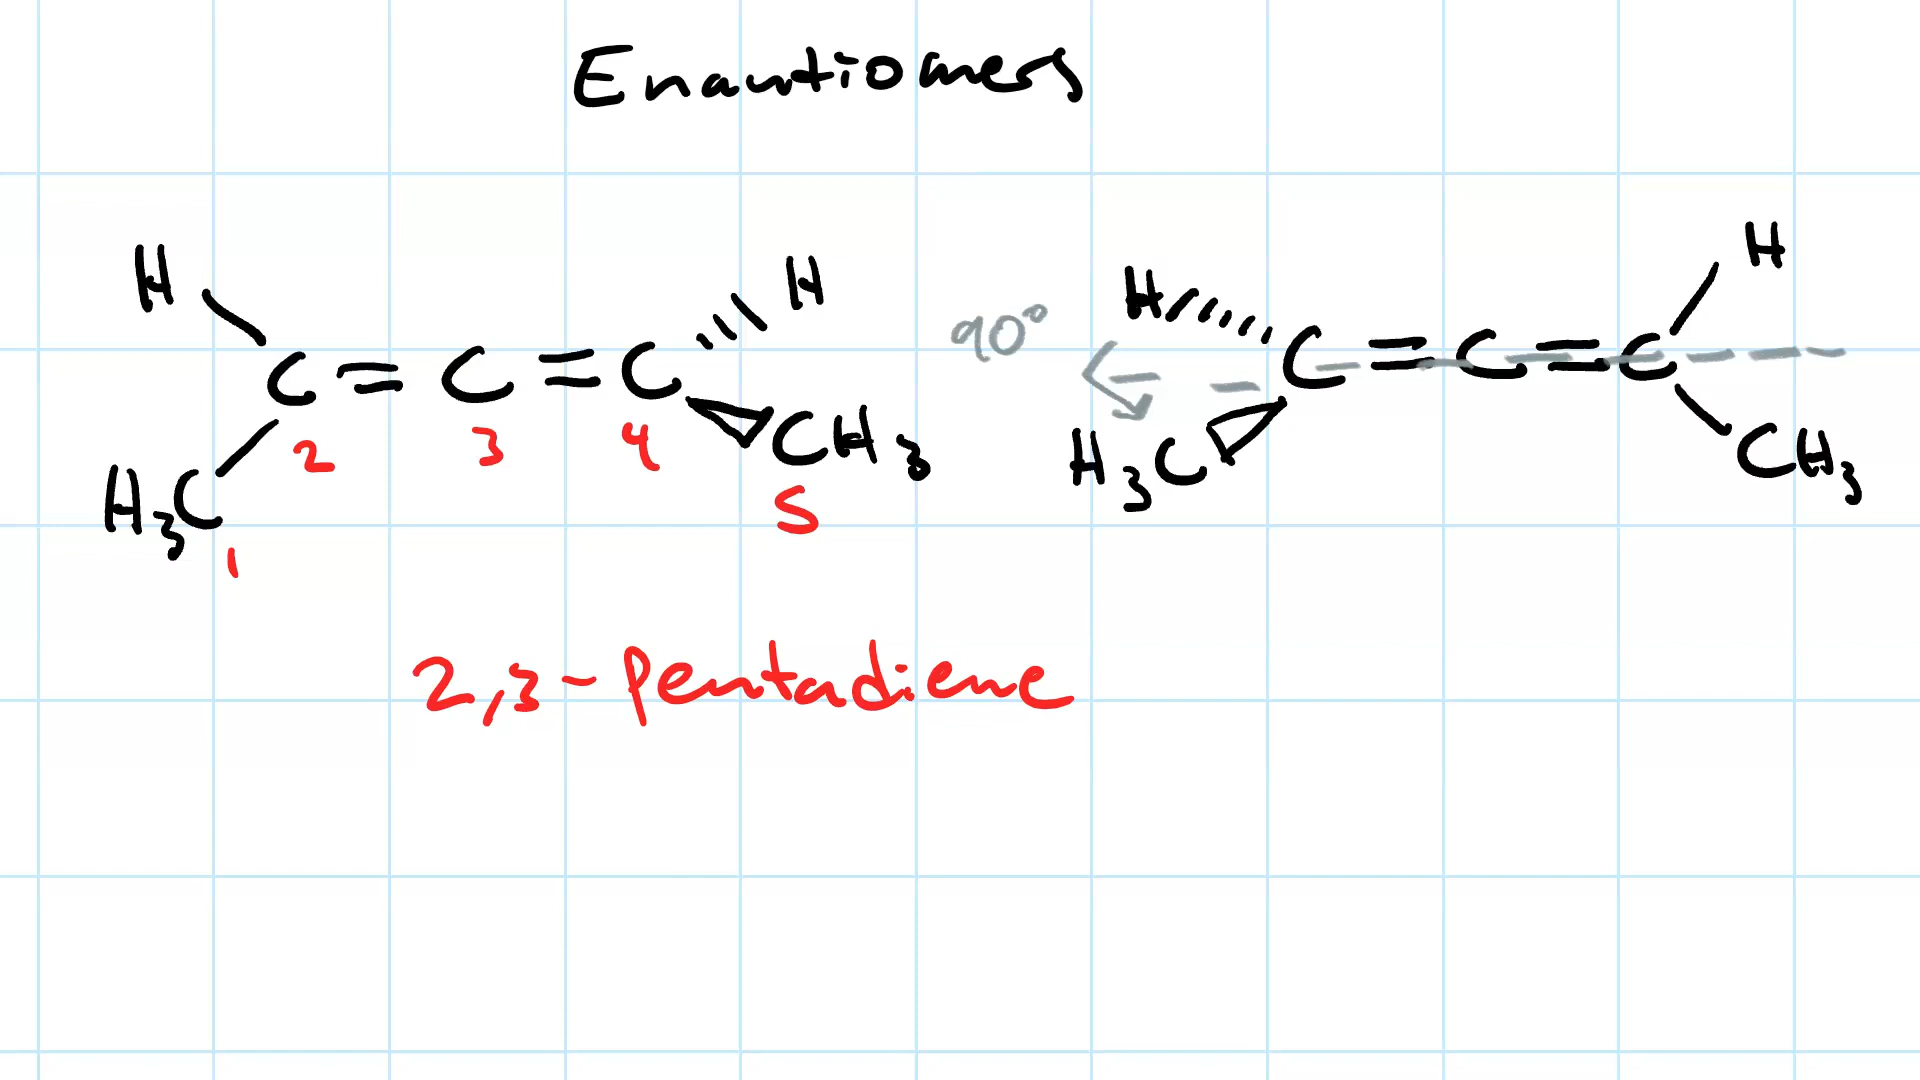 Enantiomers
H H H H
90°
C = C = C C = C = C
2 3 4 CH3 H3C CH3
H3C 5
1
2,3-Pentadiene